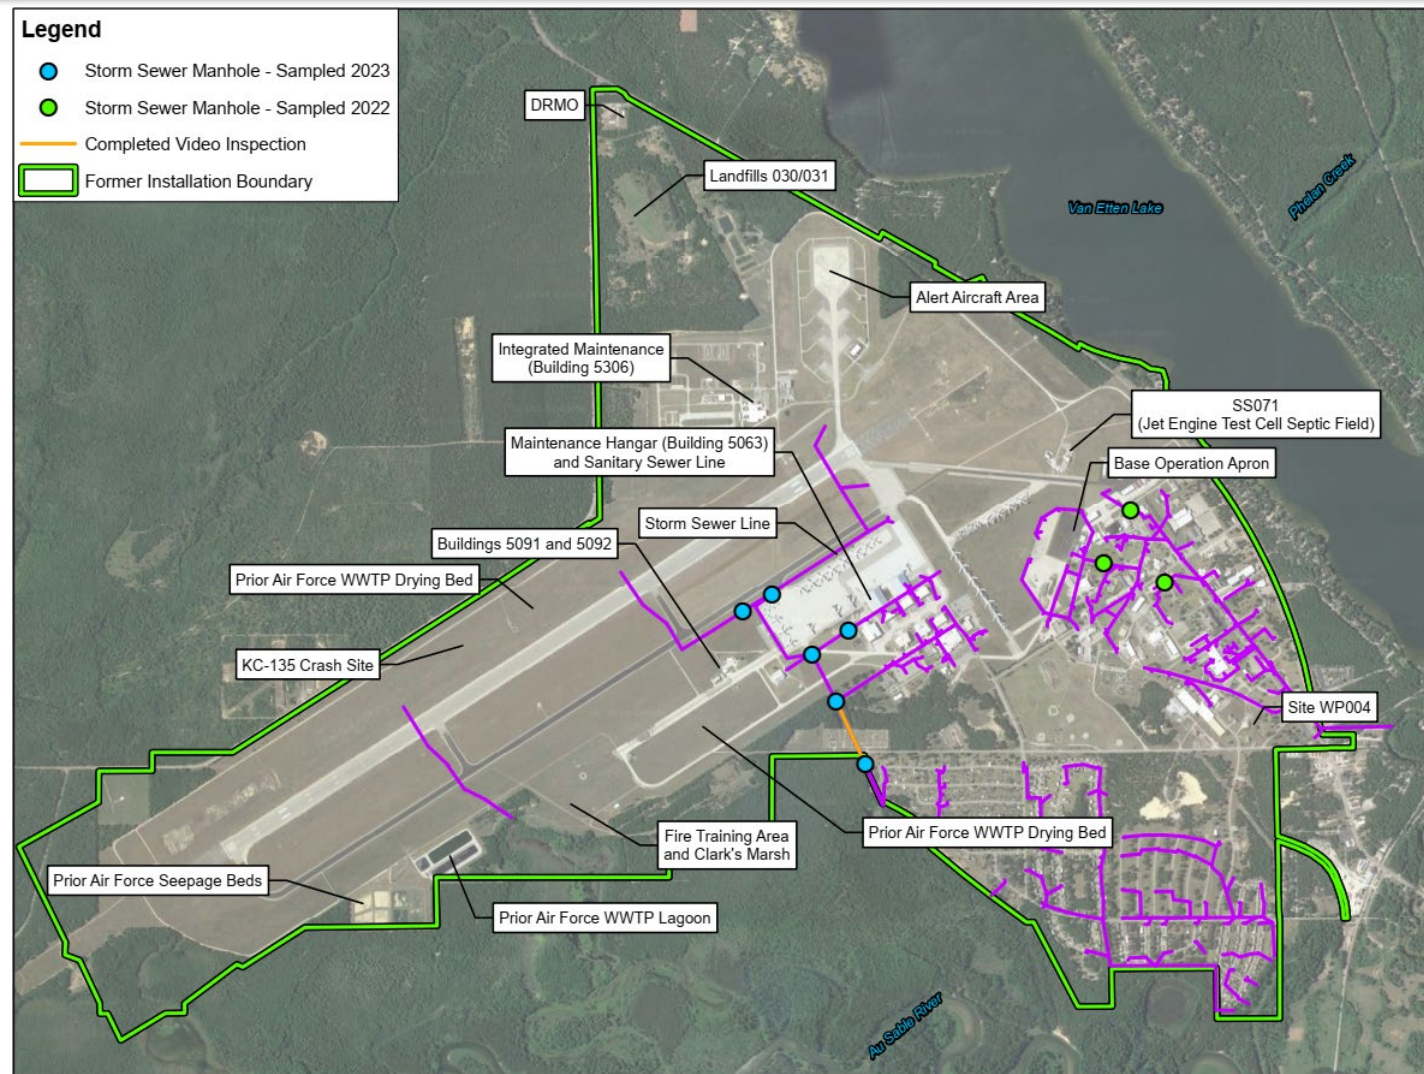 Legend
Storm Sewer Manhole - Sampled 2023
Storm Sewer Manhole - Sampled 2022
Completed Video Inspection
Former Installation Boundary
DRMO
Landfills 030/031
Van Etten Lake
Phelan Creek
Alert Aircraft Area
Integrated Maintenance
(Building 5306)
SS071
(Jet Engine Test Cell Septic Field)
Maintenance Hangar (Building 5063)
and Sanitary Sewer Line
Base Operation Apron
Storm Sewer Line
Buildings 5091 and 5092
Prior Air Force WWTP Drying Bed
KC-135 Crash Site
Site WP004
Fire Training Area
and Clark's Marsh
Prior Air Force WWTP Drying Bed
Prior Air Force Seepage Beds
Prior Air Force WWTP Lagoon
Au Sable River